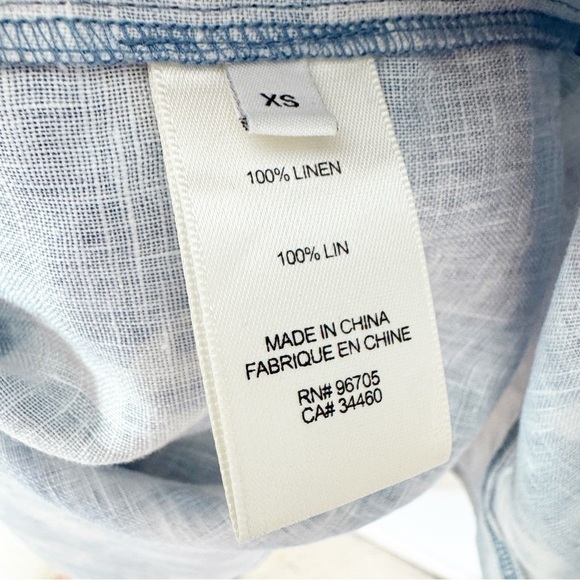 XS
100% LINEN
100% LIN
MADE IN CHINA
FABRIQUE EN CHINE
RN# 96705
CA# 34460